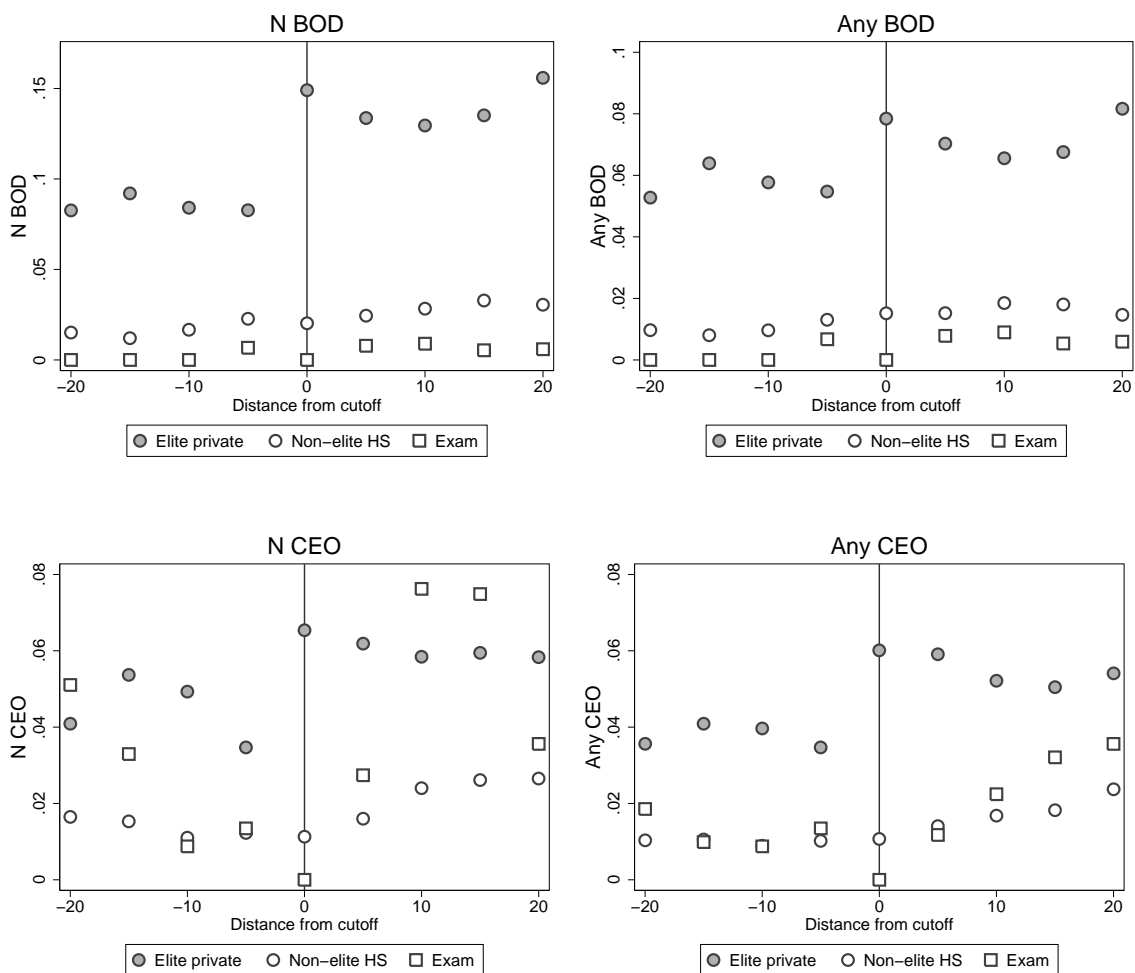 N BOD
N BOD
.15
.1
.05
0
−20 −10 0 10 20
Distance from cutoff
Elite private Non−elite HS Exam
Any BOD
Any BOD
.1
.08
.06
.04
.02
0
−20 −10 0 10 20
Distance from cutoff
Elite private Non−elite HS Exam
N CEO
N CEO
.08
.06
.04
.02
0
−20 −10 0 10 20
Distance from cutoff
Elite private Non−elite HS Exam
Any CEO
Any CEO
.08
.06
.04
.02
0
−20 −10 0 10 20
Distance from cutoff
Elite private Non−elite HS Exam